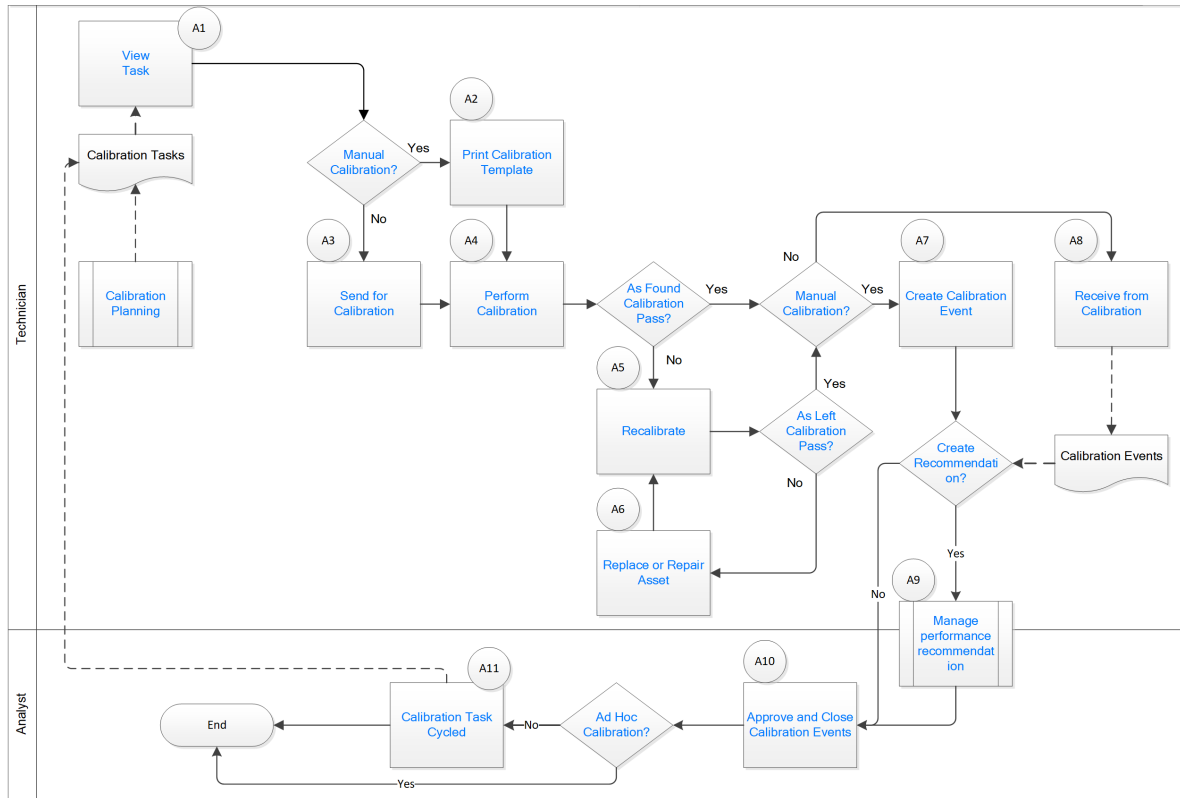 A1
View
Task
A2
Calibration Tasks
Manual
Calibration?
Yes
Print Calibration
Template
No
A3
A4
No
A7
A8
Calibration
Planning
Send for
Calibration
Perform
Calibration
As Found
Calibration
Pass?
Yes
Manual
Calibration?
Yes
Create Calibration
Event
Receive from
Calibration
Technician
No
A5
Yes
Recalibrate
As Left
Calibration
Pass?
Create
Recommendati
on?
Calibration Events
No
A6
Replace or Repair
Asset
Yes
A9
No
Manage
performance
recommendation
A11
A10
Analyst
End
Calibration Task
Cycled
No
Ad Hoc
Calibration?
Approve and Close
Calibration Events
Yes